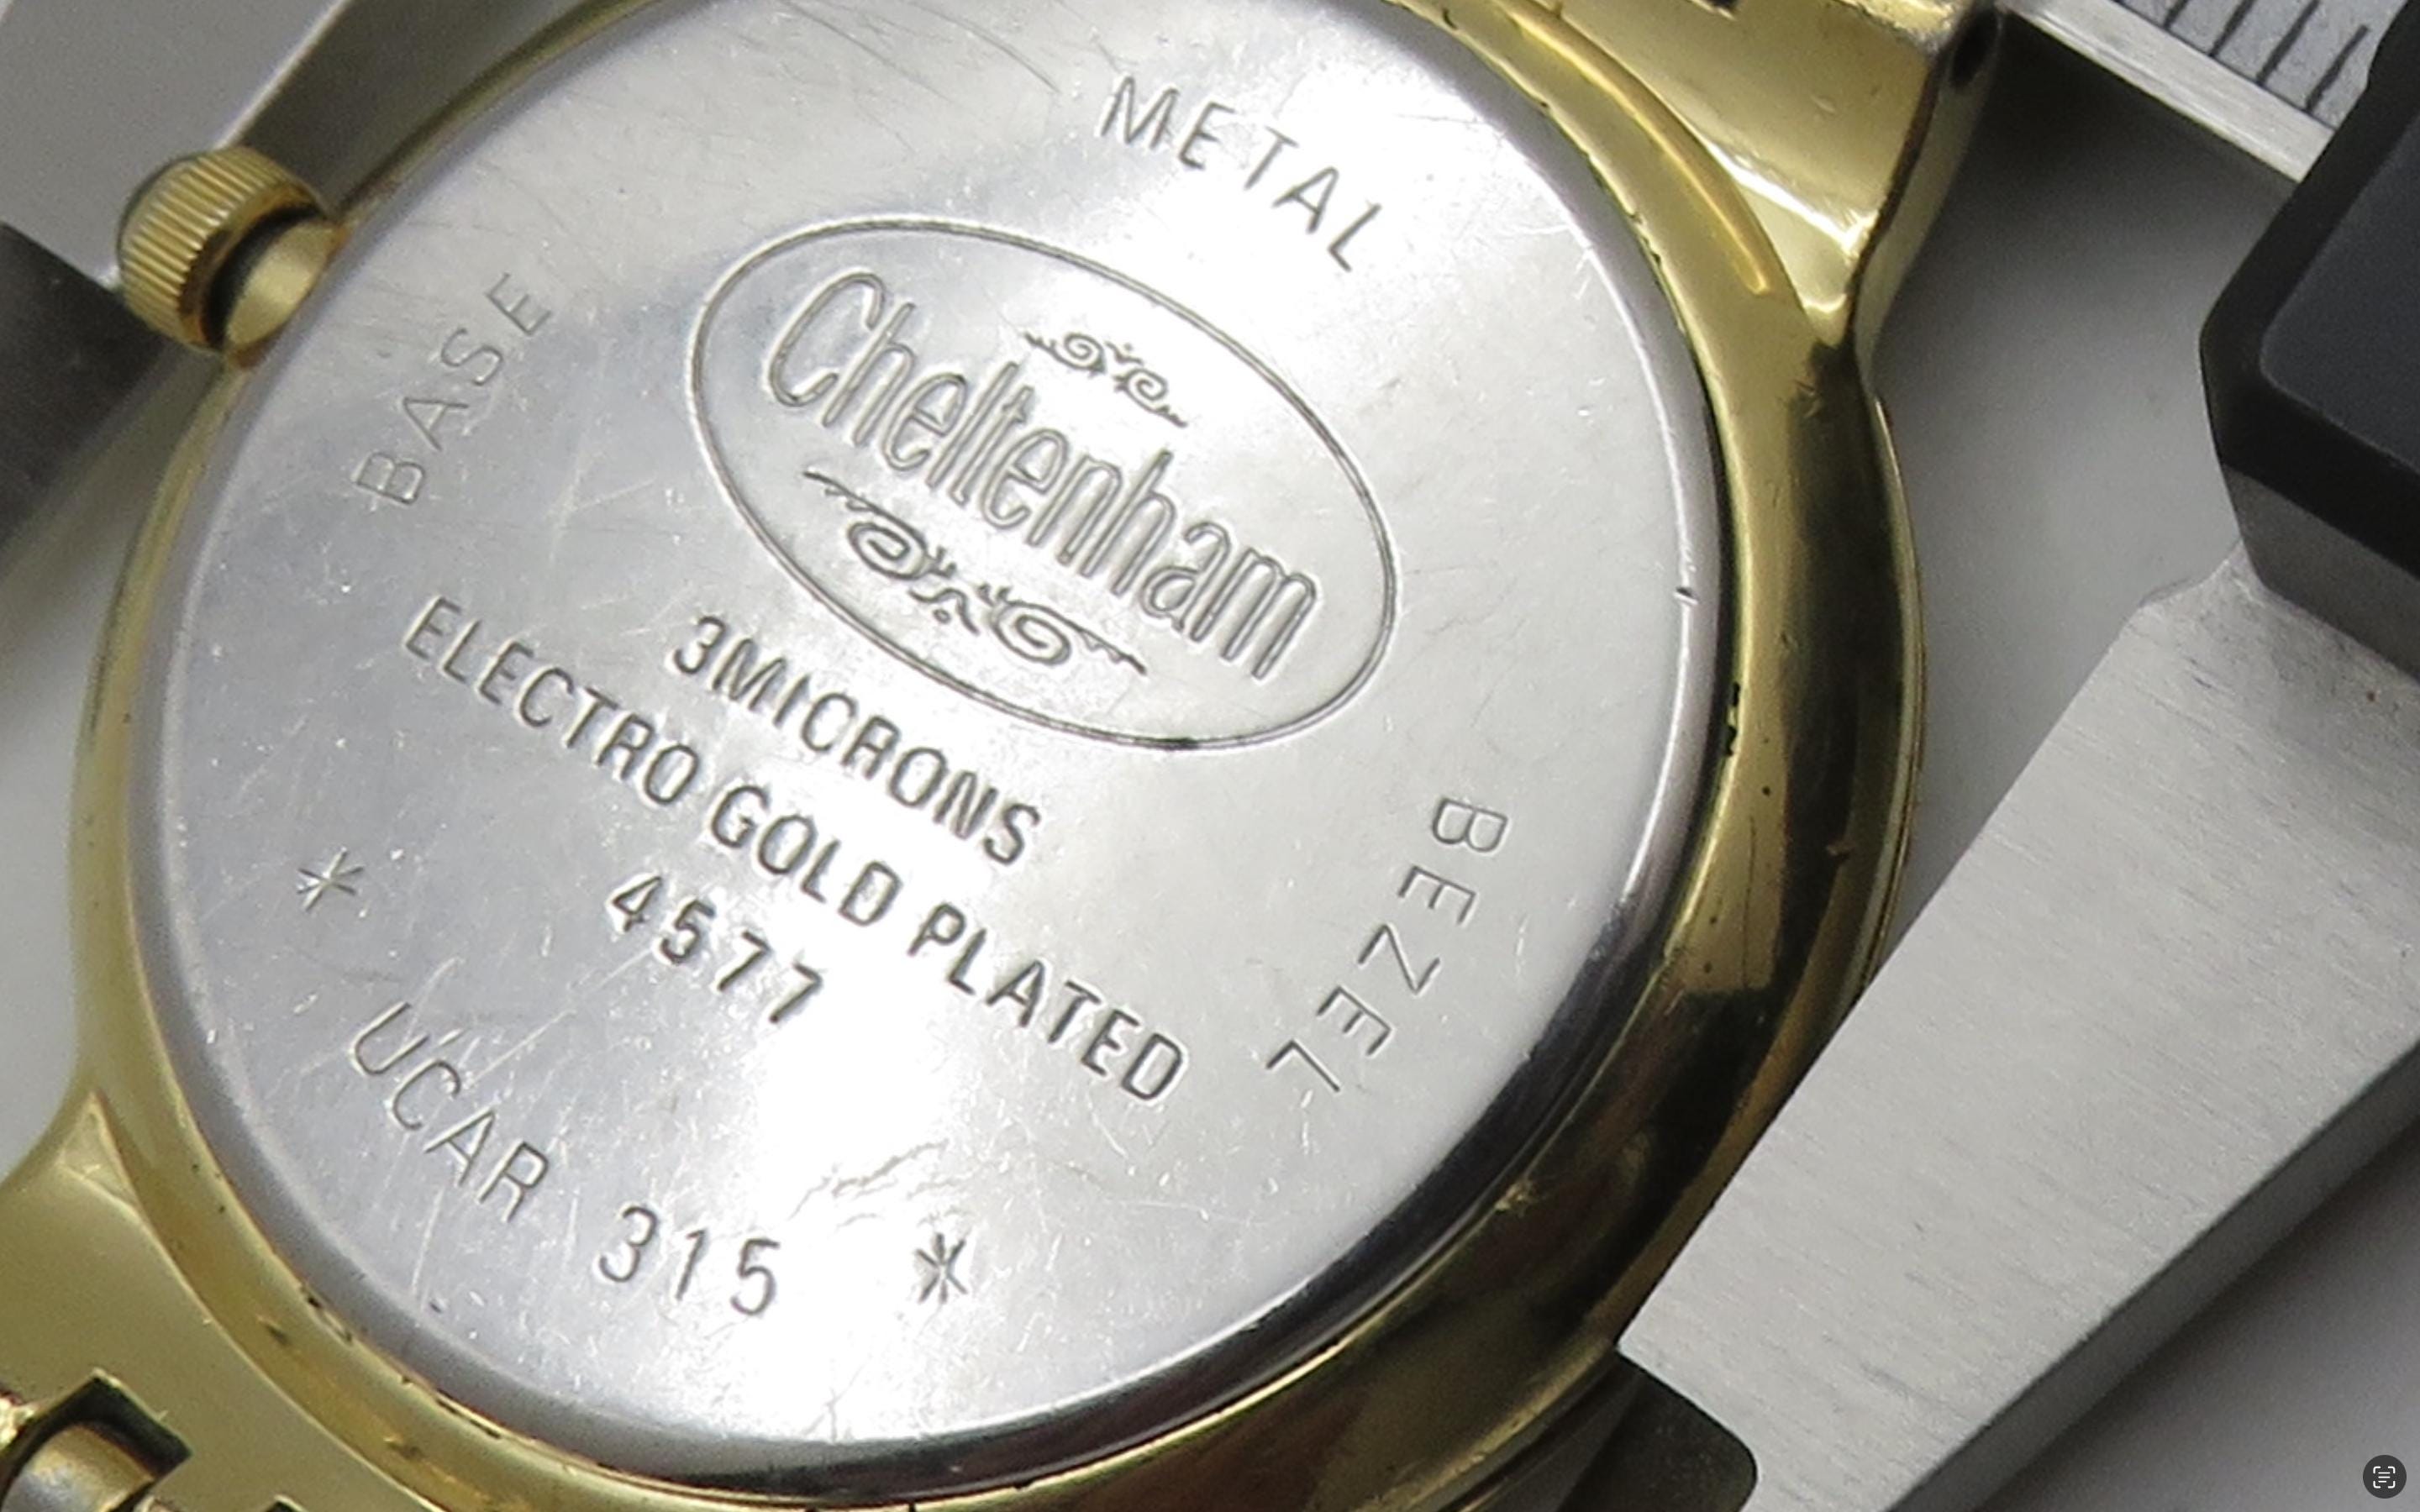 BASE METAL BEZEL
Cheltenham
3MICRONS
ELECTRO GOLD PLATED
4577
* UCAR 315 *